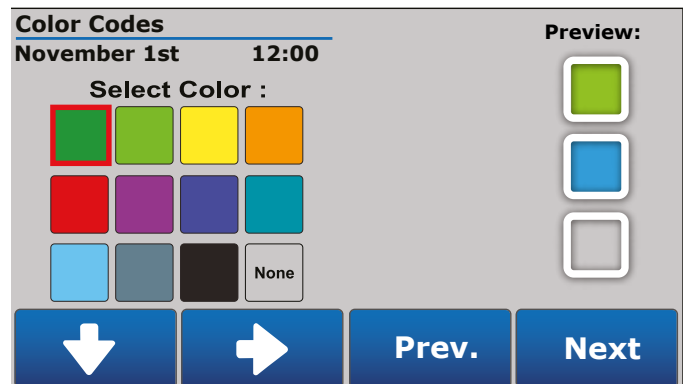 Color Codes
November 1st 12:00
Select Color :
None
Preview:
Prev. Next